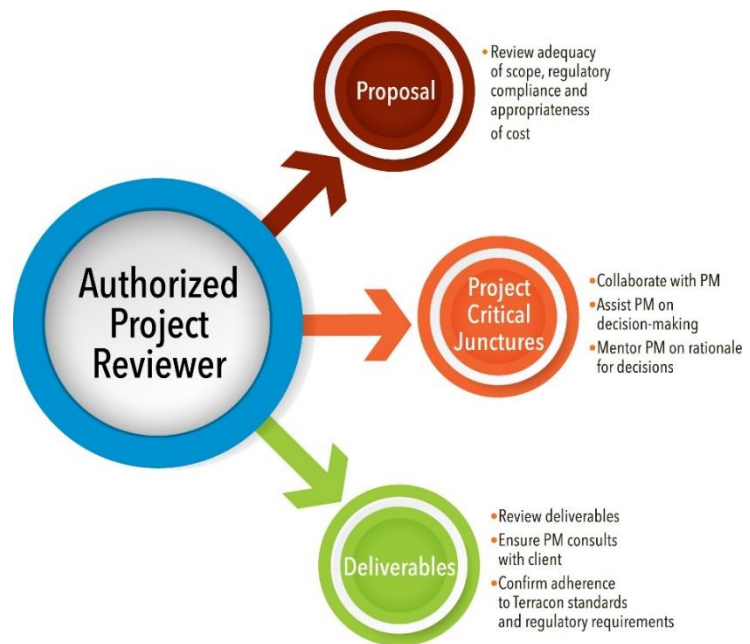 Proposal
• Review adequacy
of scope, regulatory
compliance and
appropriateness
of cost
Authorized
Project
Reviewer
Project
Critical
Junctures
• Collaborate with PM
• Assist PM on
decision-making
• Mentor PM on rationale
for decisions
Deliverables
• Review deliverables
• Ensure PM consults
with client
• Confirm adherence
to Terracon standards
and regulatory requirements